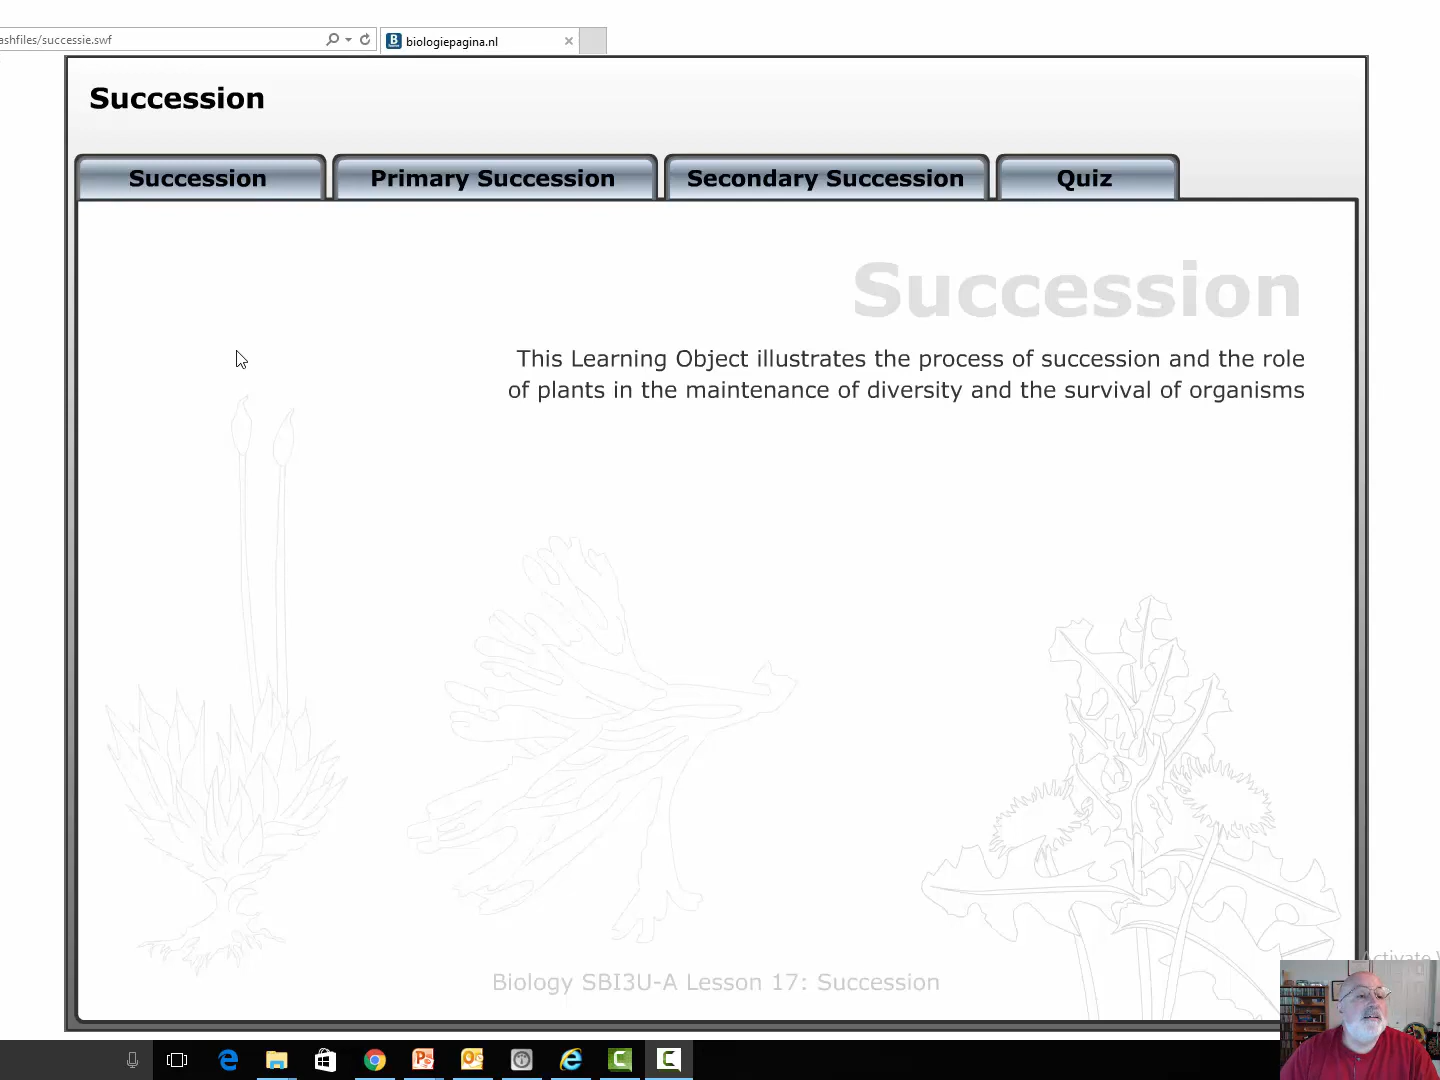 ashfiles/successie.swf
biologiepagina.nl
Succession
Succession
Primary Succession
Secondary Succession
Quiz
Succession
This Learning Object illustrates the process of succession and the role
of plants in the maintenance of diversity and the survival of organisms
Biology SBI3U-A Lesson 17: Succession
Activate